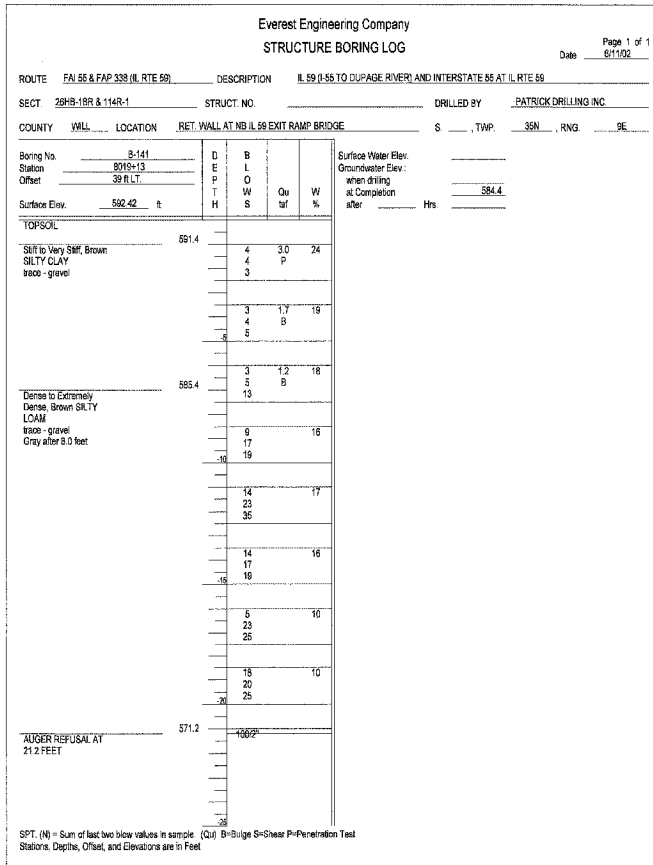 Everest Engineering Company
STRUCTURE BORING LOG
Page 1 of 1
Date 6/11/02
ROUTE FAI 55 & FAP 338 (IL RTE 59) DESCRIPTION IL 59 (I-55 TO DUPAGE RIVER) AND INTERSTATE 55 AT IL RTE 59
SECT. 26HB-1BR & 114R-1 STRUCT. NO. DRILLED BY PATRICK DRILLING INC.
COUNTY WILL LOCATION RET. WALL AT NB IL 59 EXIT RAMP BRIDGE S. , TWP. 35N , RNG. 9E
Boring No. B-141
Station 8019+13
Offset 39 ft LT.
Surface Elev. 592.42 ft
DEPTH
BLOWS
Qu tsf
W %
Surface Water Elev.
Groundwater Elev.:
when drilling
at Completion 584.4
after Hrs.
TOPSOIL
591.4
Stiff to Very Stiff, Brown 4 3.0 24
SILTY CLAY 4 P
trace - gravel 3
3 1.7 19
4 B
-5 5
3 1.2 18
585.4 5 B
Dense to Extremely 13
Dense, Brown SILTY
LOAM
trace - gravel 9 16
Gray after 8.0 feet 17
-10 19
14 17
23
35
14 16
17
-15 19
5 10
23
25
18 10
20
-20 25
571.2
AUGER REFUSAL AT 100/2"
21.2 FEET
-25
SPT. (N) = Sum of last two blow values in sample (Qu) B=Bulge S=Shear P=Penetration Test
Stations, Depths, Offset, and Elevations are in Feet